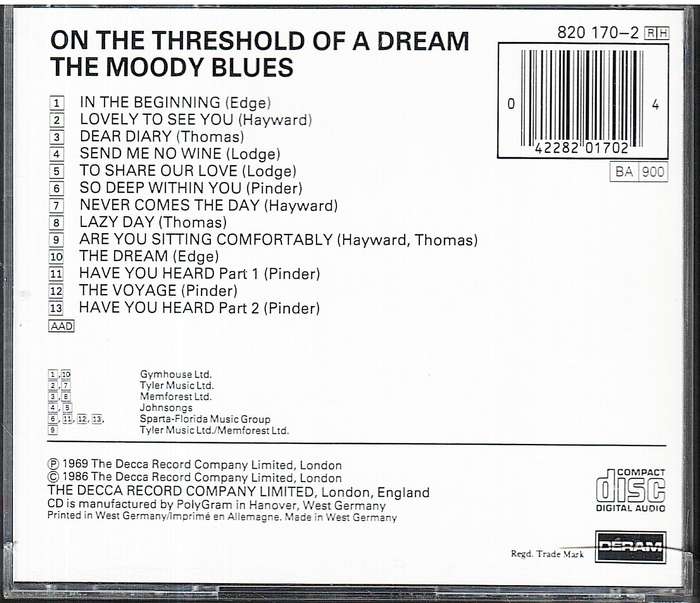 ON THE THRESHOLD OF A DREAM
THE MOODY BLUES
820 170-2 RH
0 42282 01702 4
BA 900
1 IN THE BEGINNING (Edge)
2 LOVELY TO SEE YOU (Hayward)
3 DEAR DIARY (Thomas)
4 SEND ME NO WINE (Lodge)
5 TO SHARE OUR LOVE (Lodge)
6 SO DEEP WITHIN YOU (Pinder)
7 NEVER COMES THE DAY (Hayward)
8 LAZY DAY (Thomas)
9 ARE YOU SITTING COMFORTABLY (Hayward, Thomas)
10 THE DREAM (Edge)
11 HAVE YOU HEARD Part 1 (Pinder)
12 THE VOYAGE (Pinder)
13 HAVE YOU HEARD Part 2 (Pinder)
AAD
1, 10 Gymhouse Ltd.
2, 7 Tyler Music Ltd.
3, 8 Memforest Ltd.
4, 5 Johnsongs
6, 11, 12, 13, Sparta-Florida Music Group
9 Tyler Music Ltd./Memforest Ltd.
Ⓟ 1969 The Decca Record Company Limited, London
© 1986 The Decca Record Company Limited, London
THE DECCA RECORD COMPANY LIMITED, London, England
CD is manufactured by PolyGram in Hanover, West Germany
Printed in West Germany/Imprimé en Allemagne. Made in West Germany
COMPACT
disc
DIGITAL AUDIO
Regd. Trade Mark DERAM